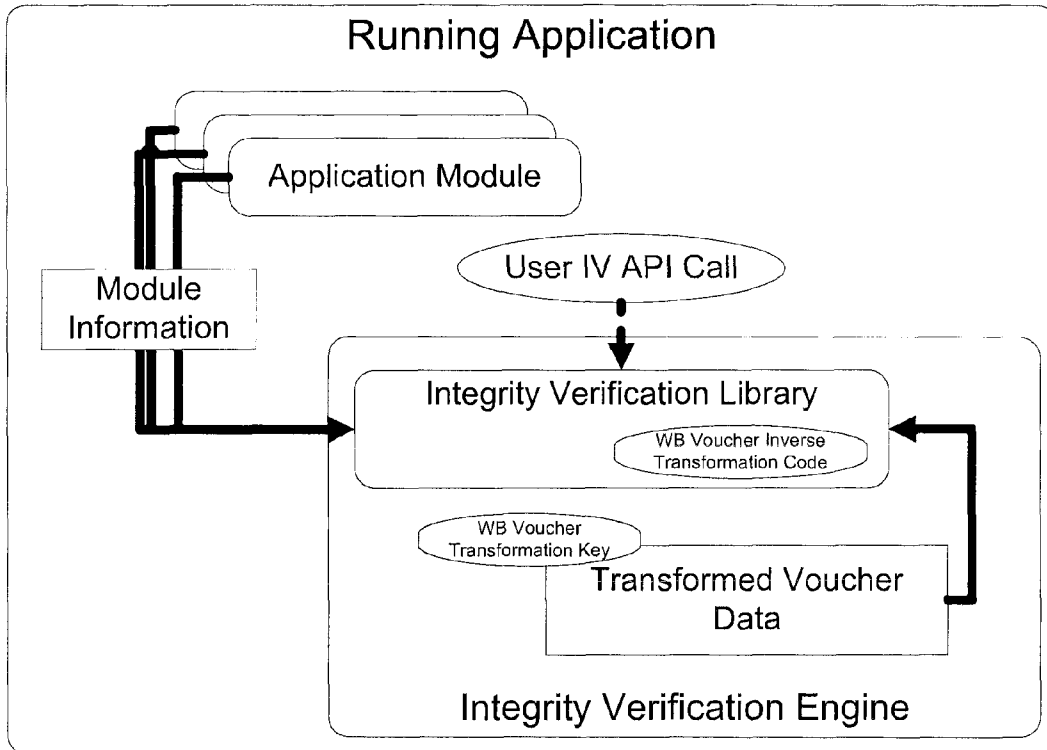 Running Application
Application Module
User IV API Call
Module
Information
Integrity Verification Library
WB Voucher Inverse
Transformation Code
WB Voucher
Transformation Key
Transformed Voucher
Data
Integrity Verification Engine